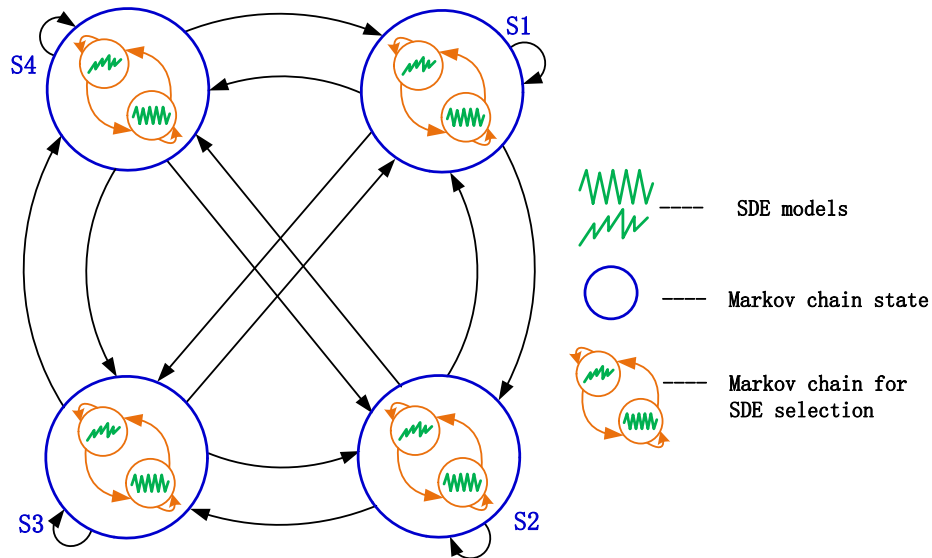 S4
S1
S3
S2
---- SDE models
---- Markov chain state
---- Markov chain for
SDE selection